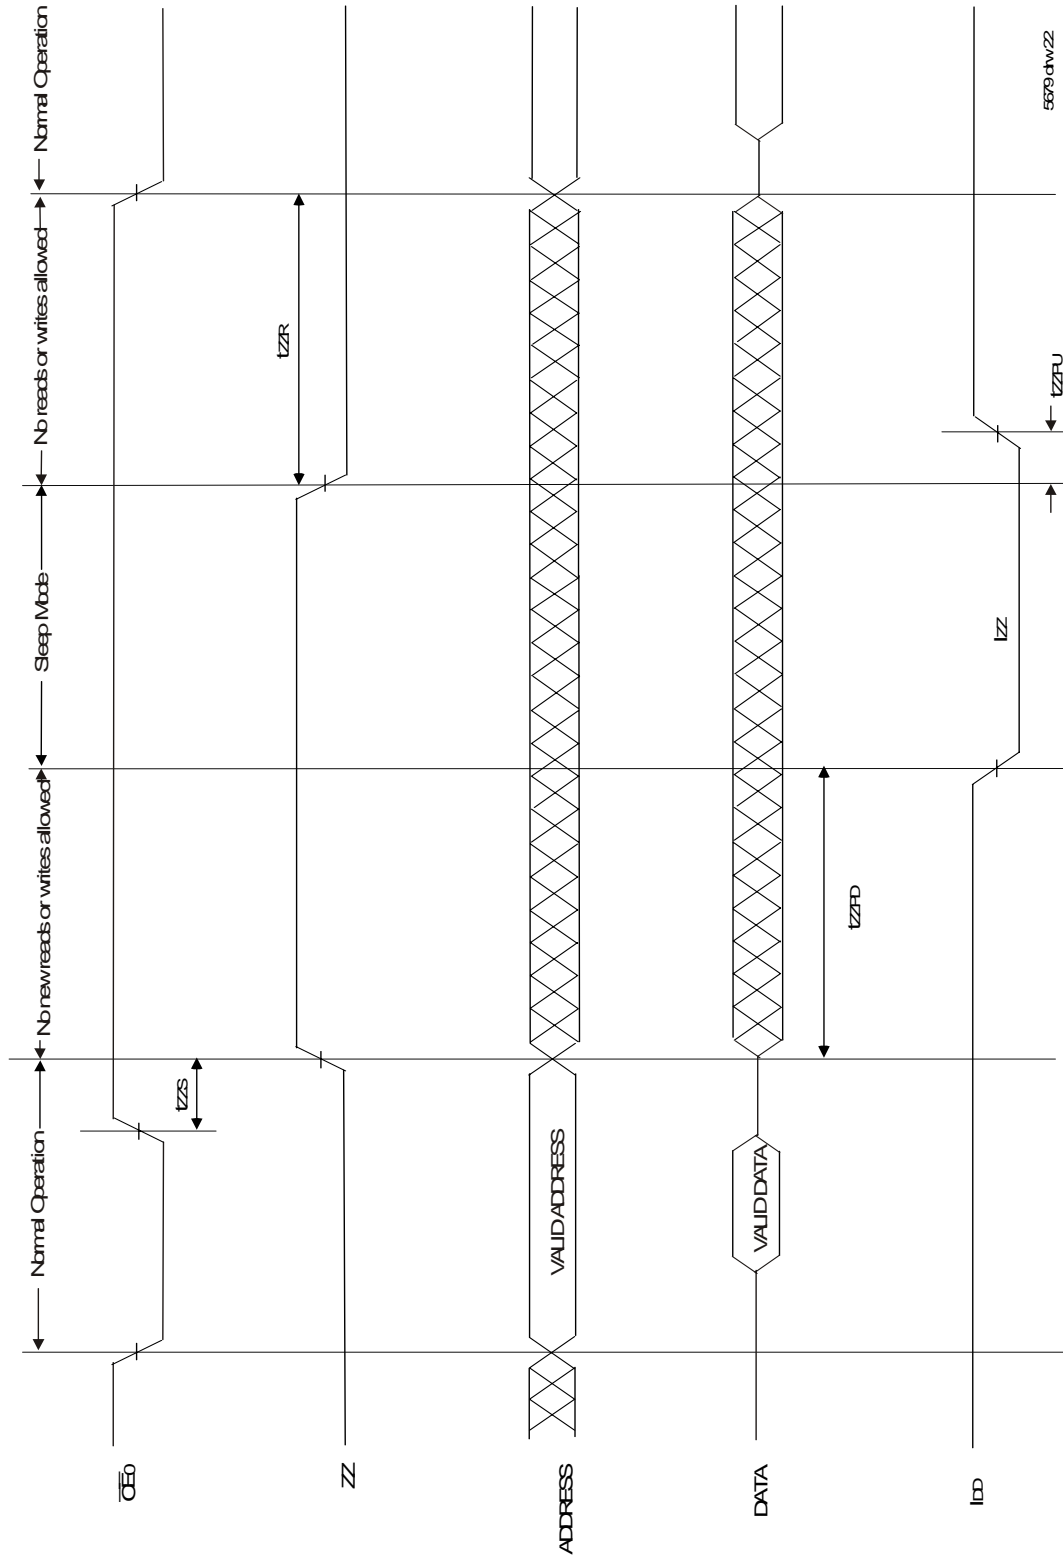 Normal Operation
No new reads or writes allowed
Sleep Mode
No reads or writes allowed
Normal Operation
OE0
tZZS
ZZ
tZZR
ADDRESS
VALID ADDRESS
DATA
VALID DATA
tZZPD
IDD
IZZ
tZZPU
5679 drw 22